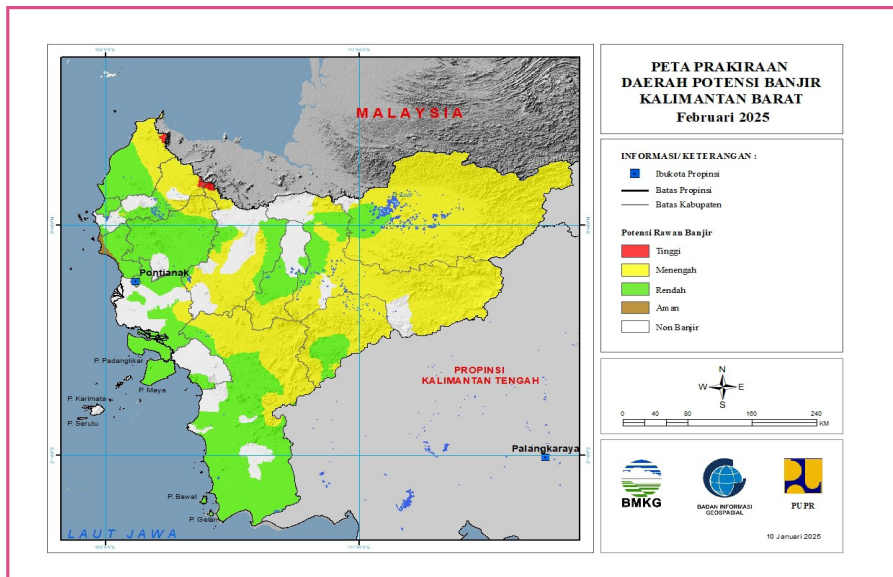 PETA PRAKIRAAN
DAERAH POTENSI BANJIR
KALIMANTAN BARAT
Februari 2025
INFORMASI/KETERANGAN :
Ibukota Propinsi
Batas Propinsi
Batas Kabupaten
Potensi Rawan Banjir
Tinggi
Menengah
Rendah
Aman
Non Banjir
N
W E
S
0 40 80 160 240
KM
BMKG
BADAN INFORMASI
GEOSPASIAL
PUPR
10 Januari 2025
MALAYSIA
Pontianak
P. Padangtikar
P. Maya
P. Karimata
P. Serutu
PROPINSI
KALIMANTAN TENGAH
Palangkaraya
P. Bawal
P. Gelam
LAUT JAWA